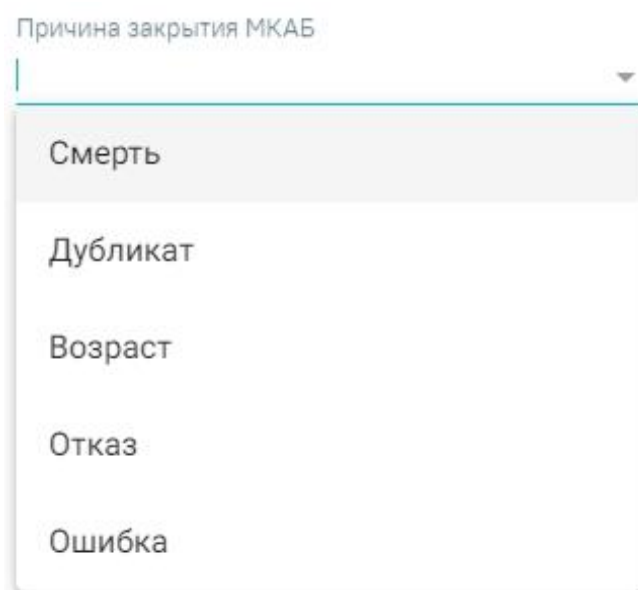 Причина закрытия МКАБ
Смерть
Дубликат
Возраст
Отказ
Ошибка